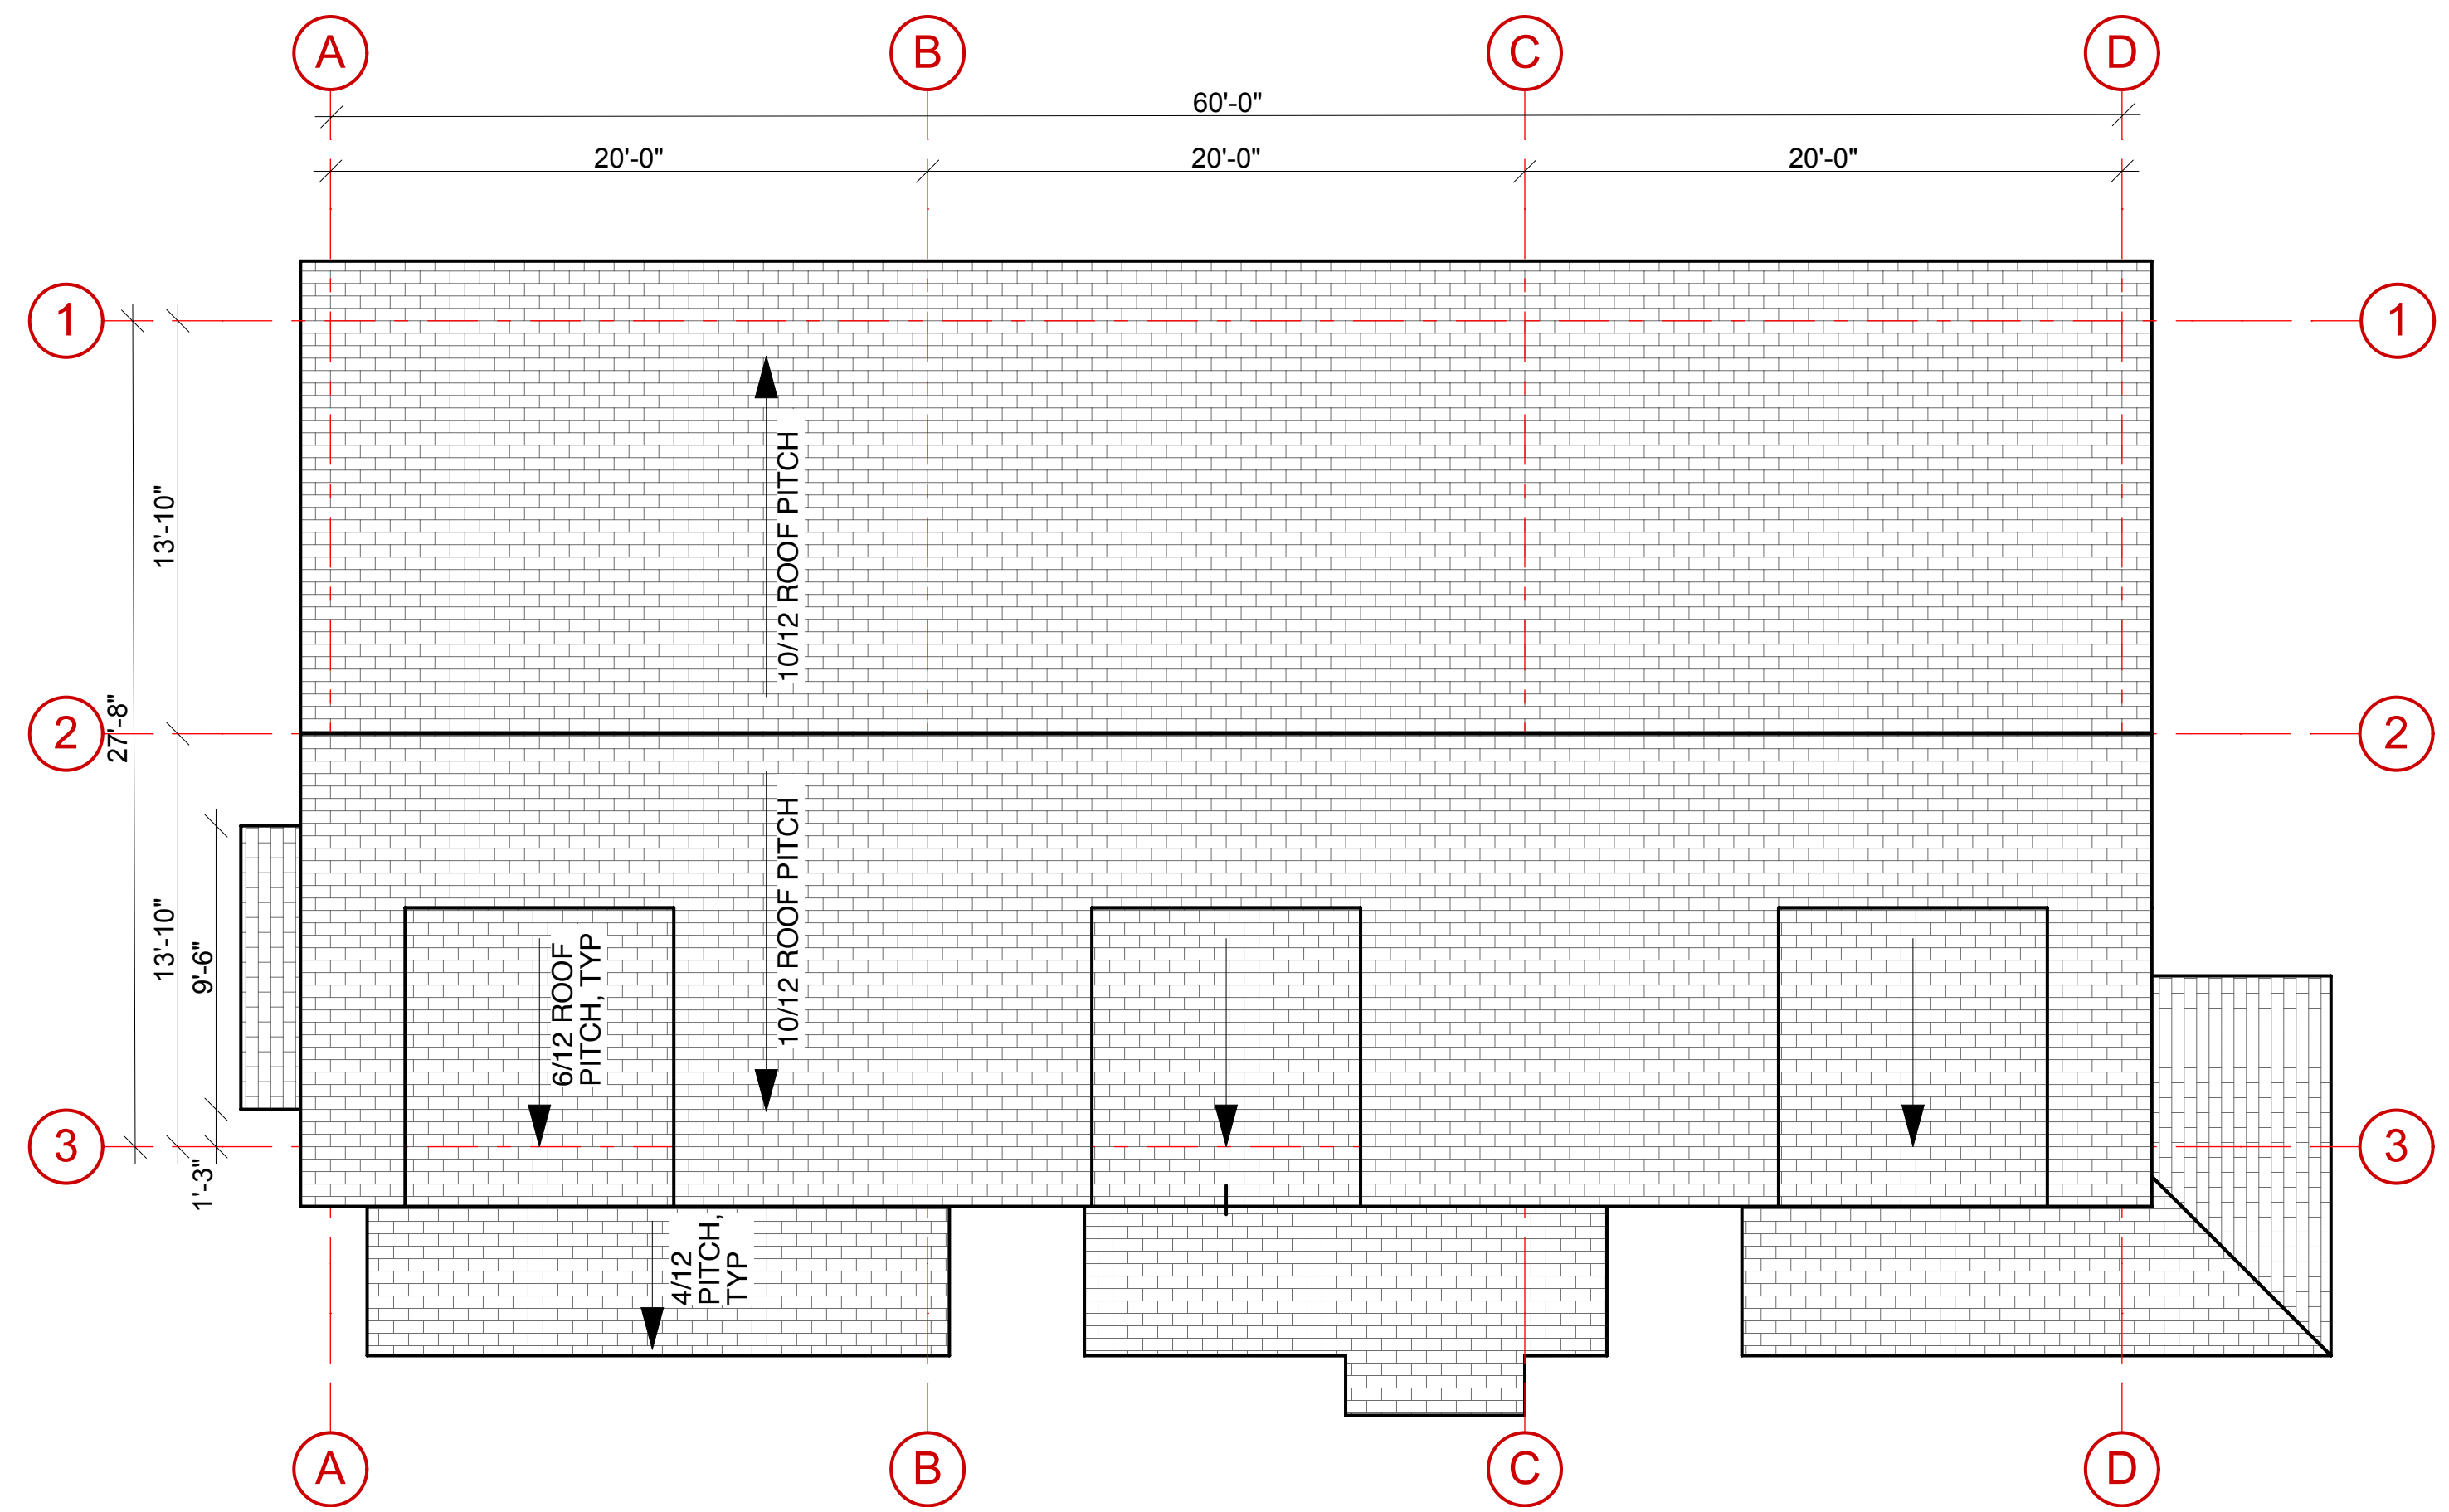 A B C D
60'-0"
20'-0" 20'-0" 20'-0"
1 1
13'-10"
10/12 ROOF PITCH
2 2
27'-8"
13'-10"
9'-6"
10/12 ROOF PITCH
6/12 ROOF
PITCH, TYP
3 3
1'-3"
4/12
PITCH,
TYP
A B C D